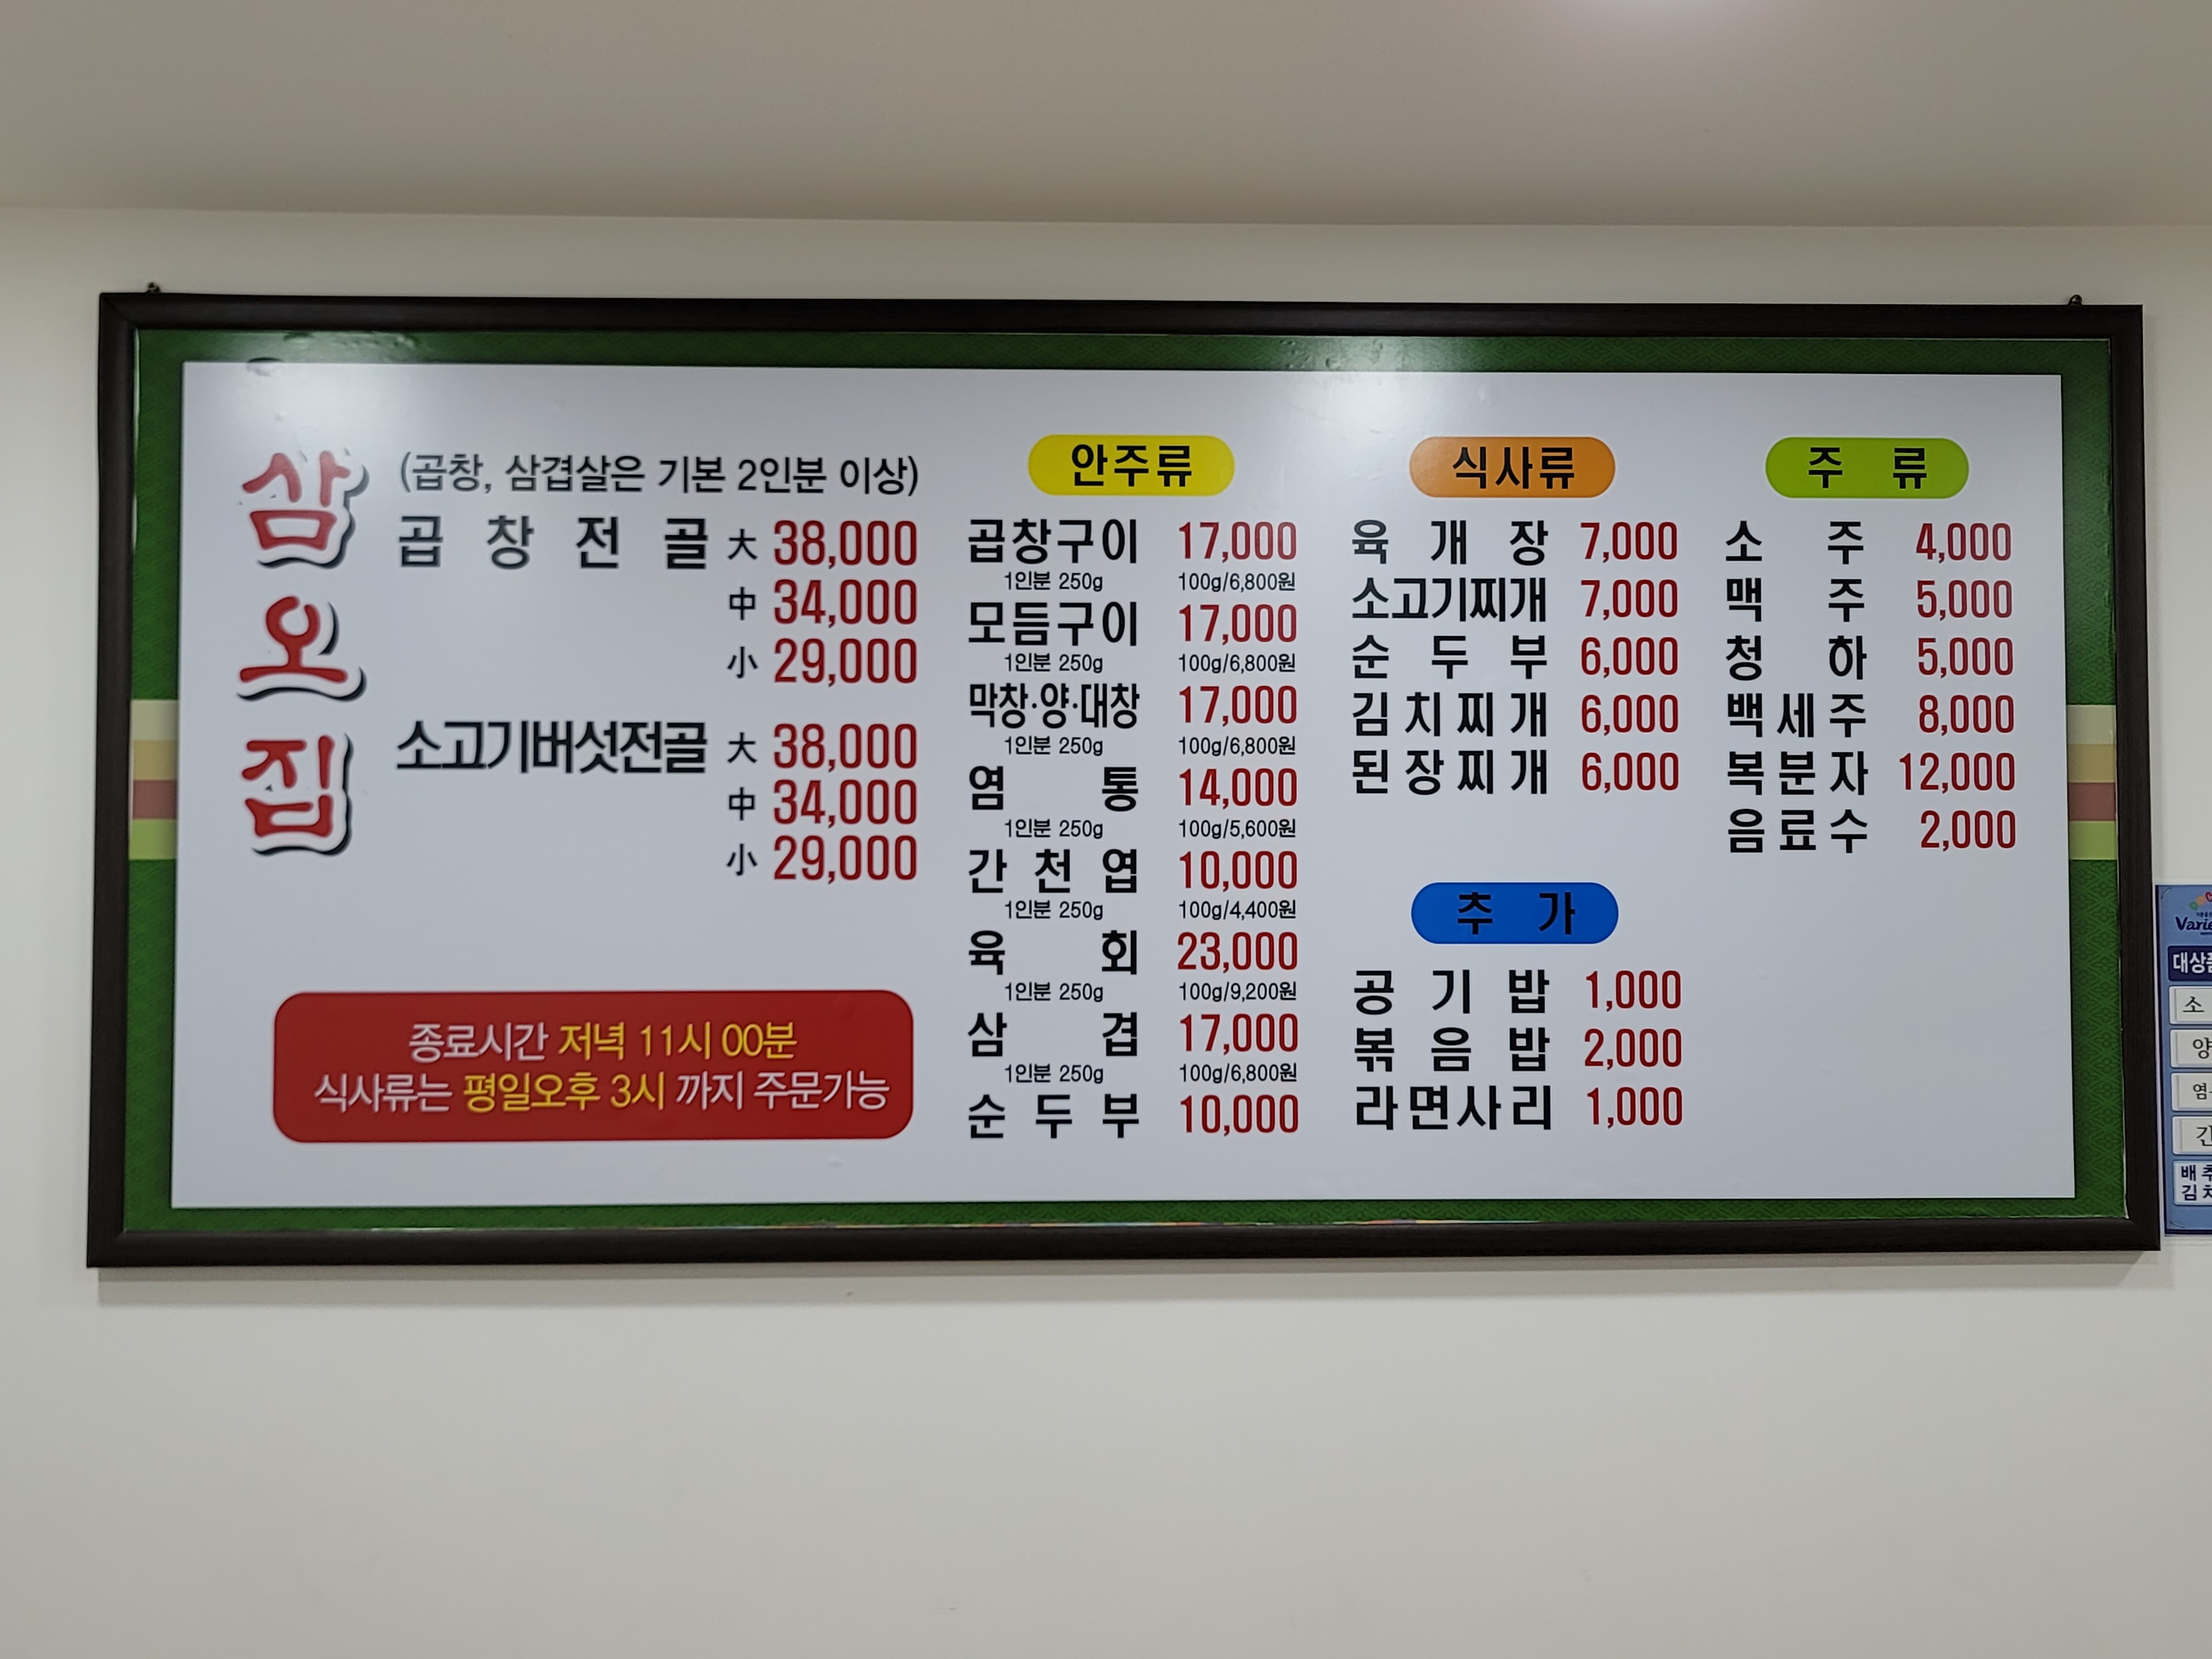 삼오집
(곱창, 삼겹살은 기본 2인분 이상)
곱창전골 大 38,000
中 34,000
小 29,000
소고기버섯전골 大 38,000
中 34,000
小 29,000
종료시간 저녁 11시 00분
식사류는 평일오후 3시 까지 주문가능
안주류
곱창구이 17,000
1인분 250g 100g/6,800원
모듬구이 17,000
1인분 250g 100g/6,800원
막창·양·대창 17,000
1인분 250g 100g/6,800원
염통 14,000
1인분 250g 100g/5,600원
간천엽 10,000
1인분 250g 100g/4,400원
육회 23,000
1인분 250g 100g/9,200원
삼겹 17,000
1인분 250g 100g/6,800원
순두부 10,000
식사류
육개장 7,000
소고기찌개 7,000
순두부 6,000
김치찌개 6,000
된장찌개 6,000
추가
공기밥 1,000
볶음밥 2,000
라면사리 1,000
주류
소주 4,000
맥주 5,000
청하 5,000
백세주 8,000
복분자 12,000
음료수 2,000
소
양
염
간
배추
김치